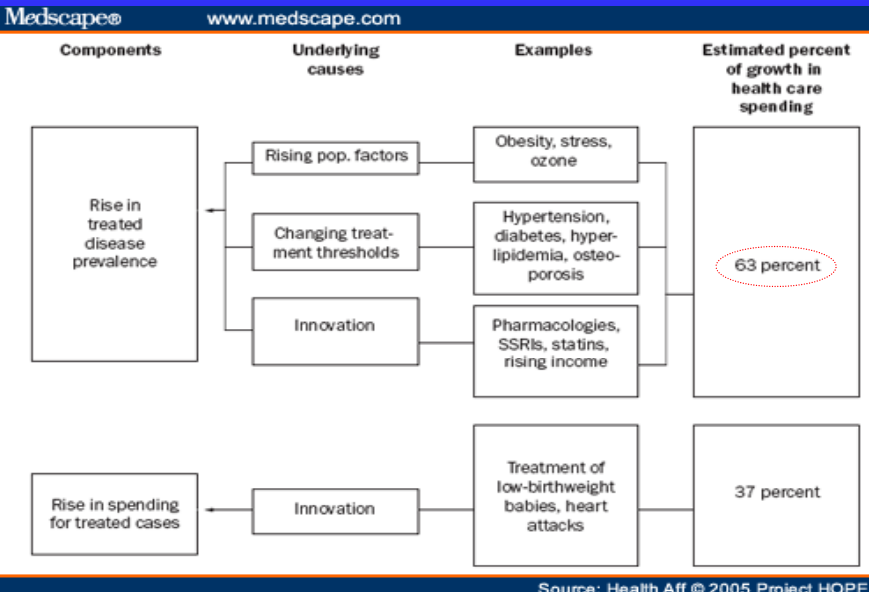 Medscape® www.medscape.com
Components
Underlying
causes
Examples
Estimated percent
of growth in
health care
spending
Rise in
treated
disease
prevalence
Rising pop. factors
Obesity, stress,
ozone
Changing treat-
ment thresholds
Hypertension,
diabetes, hyper-
lipidemia, osteo-
porosis
Innovation
Pharmacologies,
SSRIs, statins,
rising income
63 percent
Rise in spending
for treated cases
Innovation
Treatment of
low-birthweight
babies, heart
attacks
37 percent
Source: Health Aff © 2005 Project HOPE